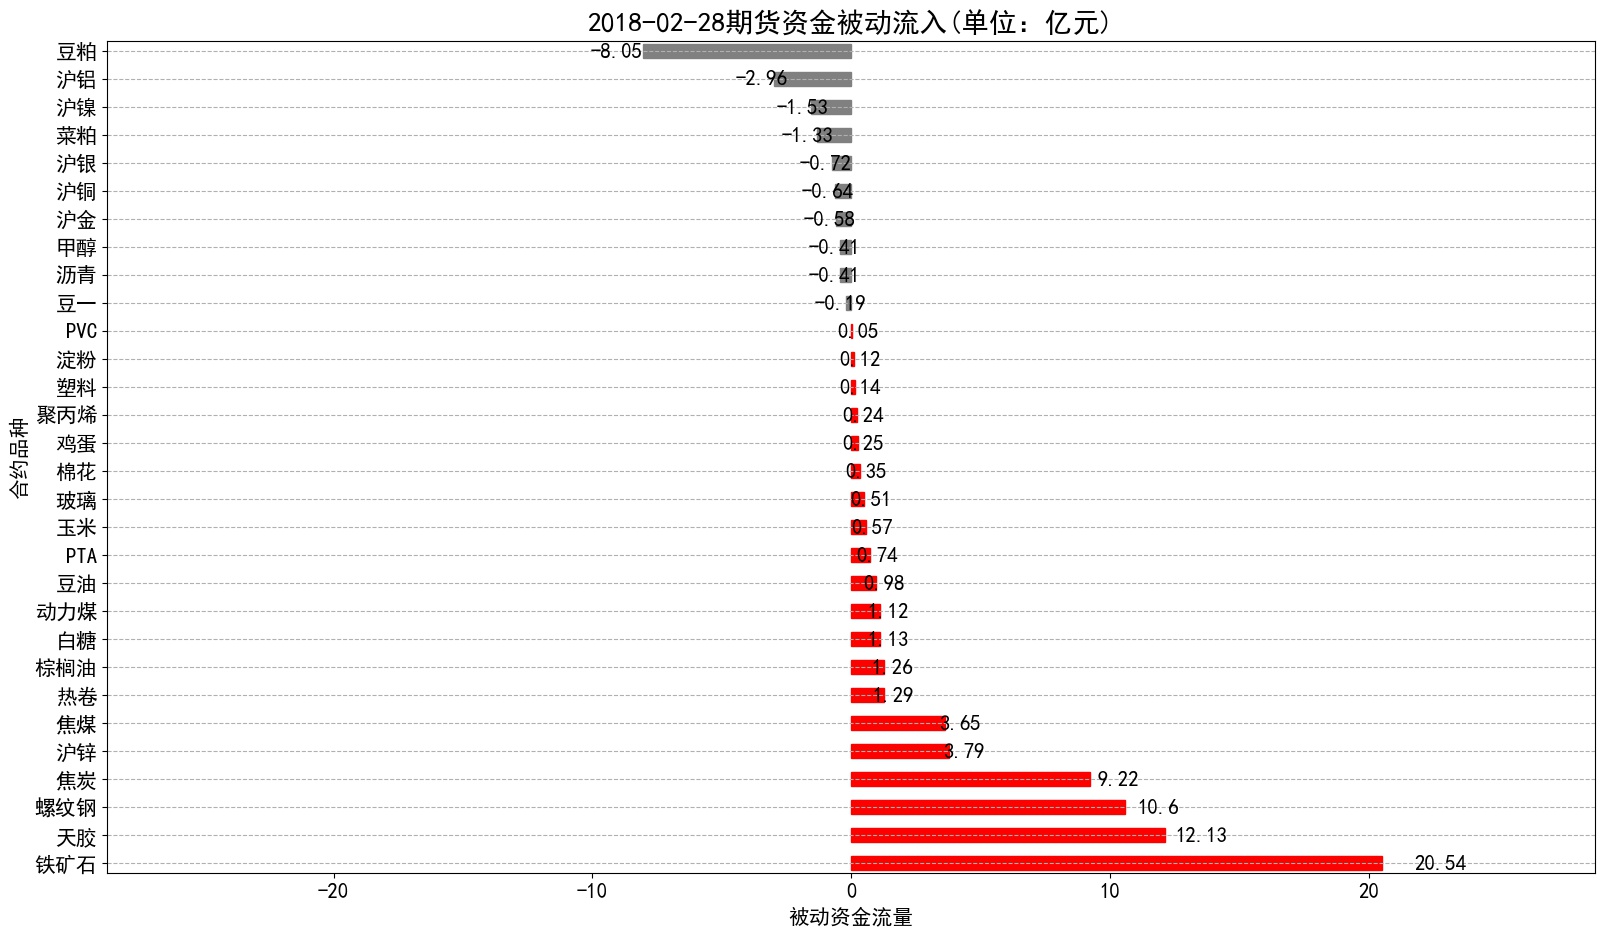 2018-02-28期货资金被动流入(单位：亿元)
合约品种
豆粕 -8.05
沪铝 -2.96
沪镍 -1.53
菜粕 -1.33
沪银 -0.72
沪铜 -0.64
沪金 -0.58
甲醇 -0.41
沥青 -0.41
豆一 -0.19
PVC 0.05
淀粉 0.12
塑料 0.14
聚丙烯 0.24
鸡蛋 0.25
棉花 0.35
玻璃 0.51
玉米 0.57
PTA 0.74
豆油 0.98
动力煤 1.12
白糖 1.13
棕榈油 1.26
热卷 1.29
焦煤 3.65
沪锌 3.79
焦炭 9.22
螺纹钢 10.6
天胶 12.13
铁矿石 20.54
-20 -10 0 10 20
被动资金流量